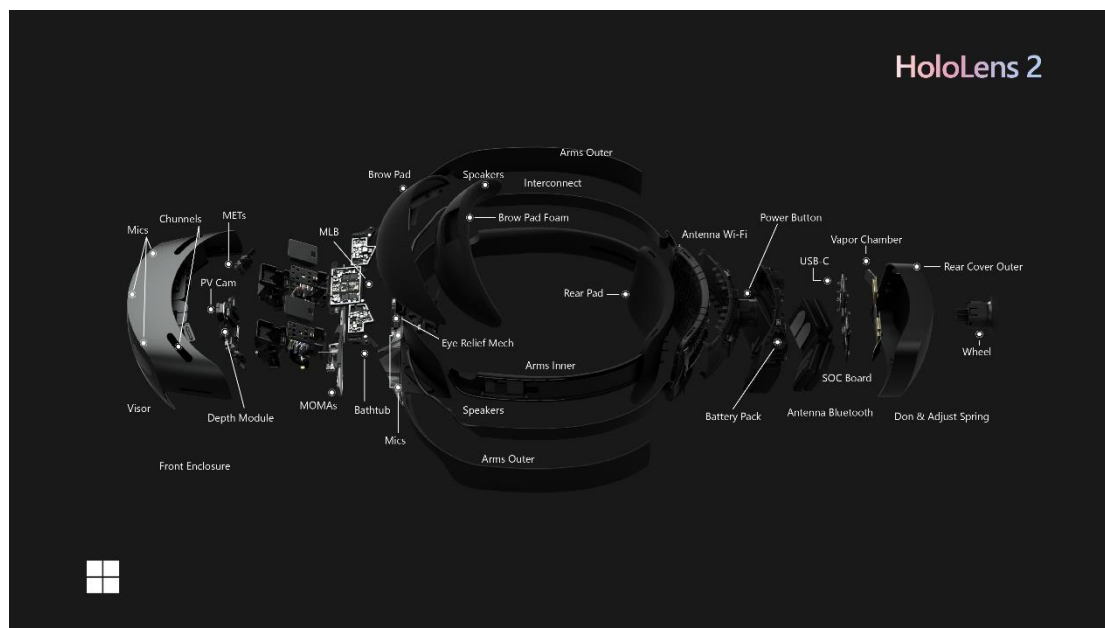 HoloLens 2
Arms Outer
Brow Pad
Speakers
Interconnect
METs
Channels
Brow Pad Foam
Power Button
Mics
MLB
Antenna Wi-Fi
Vapor Chamber
USB-C
Rear Cover Outer
PV Cam
Rear Pad
Eye Relief Mech
Wheel
Arms Inner
SOC Board
Visor
MOMAs
Bathtub
Speakers
Depth Module
Battery Pack
Antenna Bluetooth
Don & Adjust Spring
Mics
Arms Outer
Front Enclosure